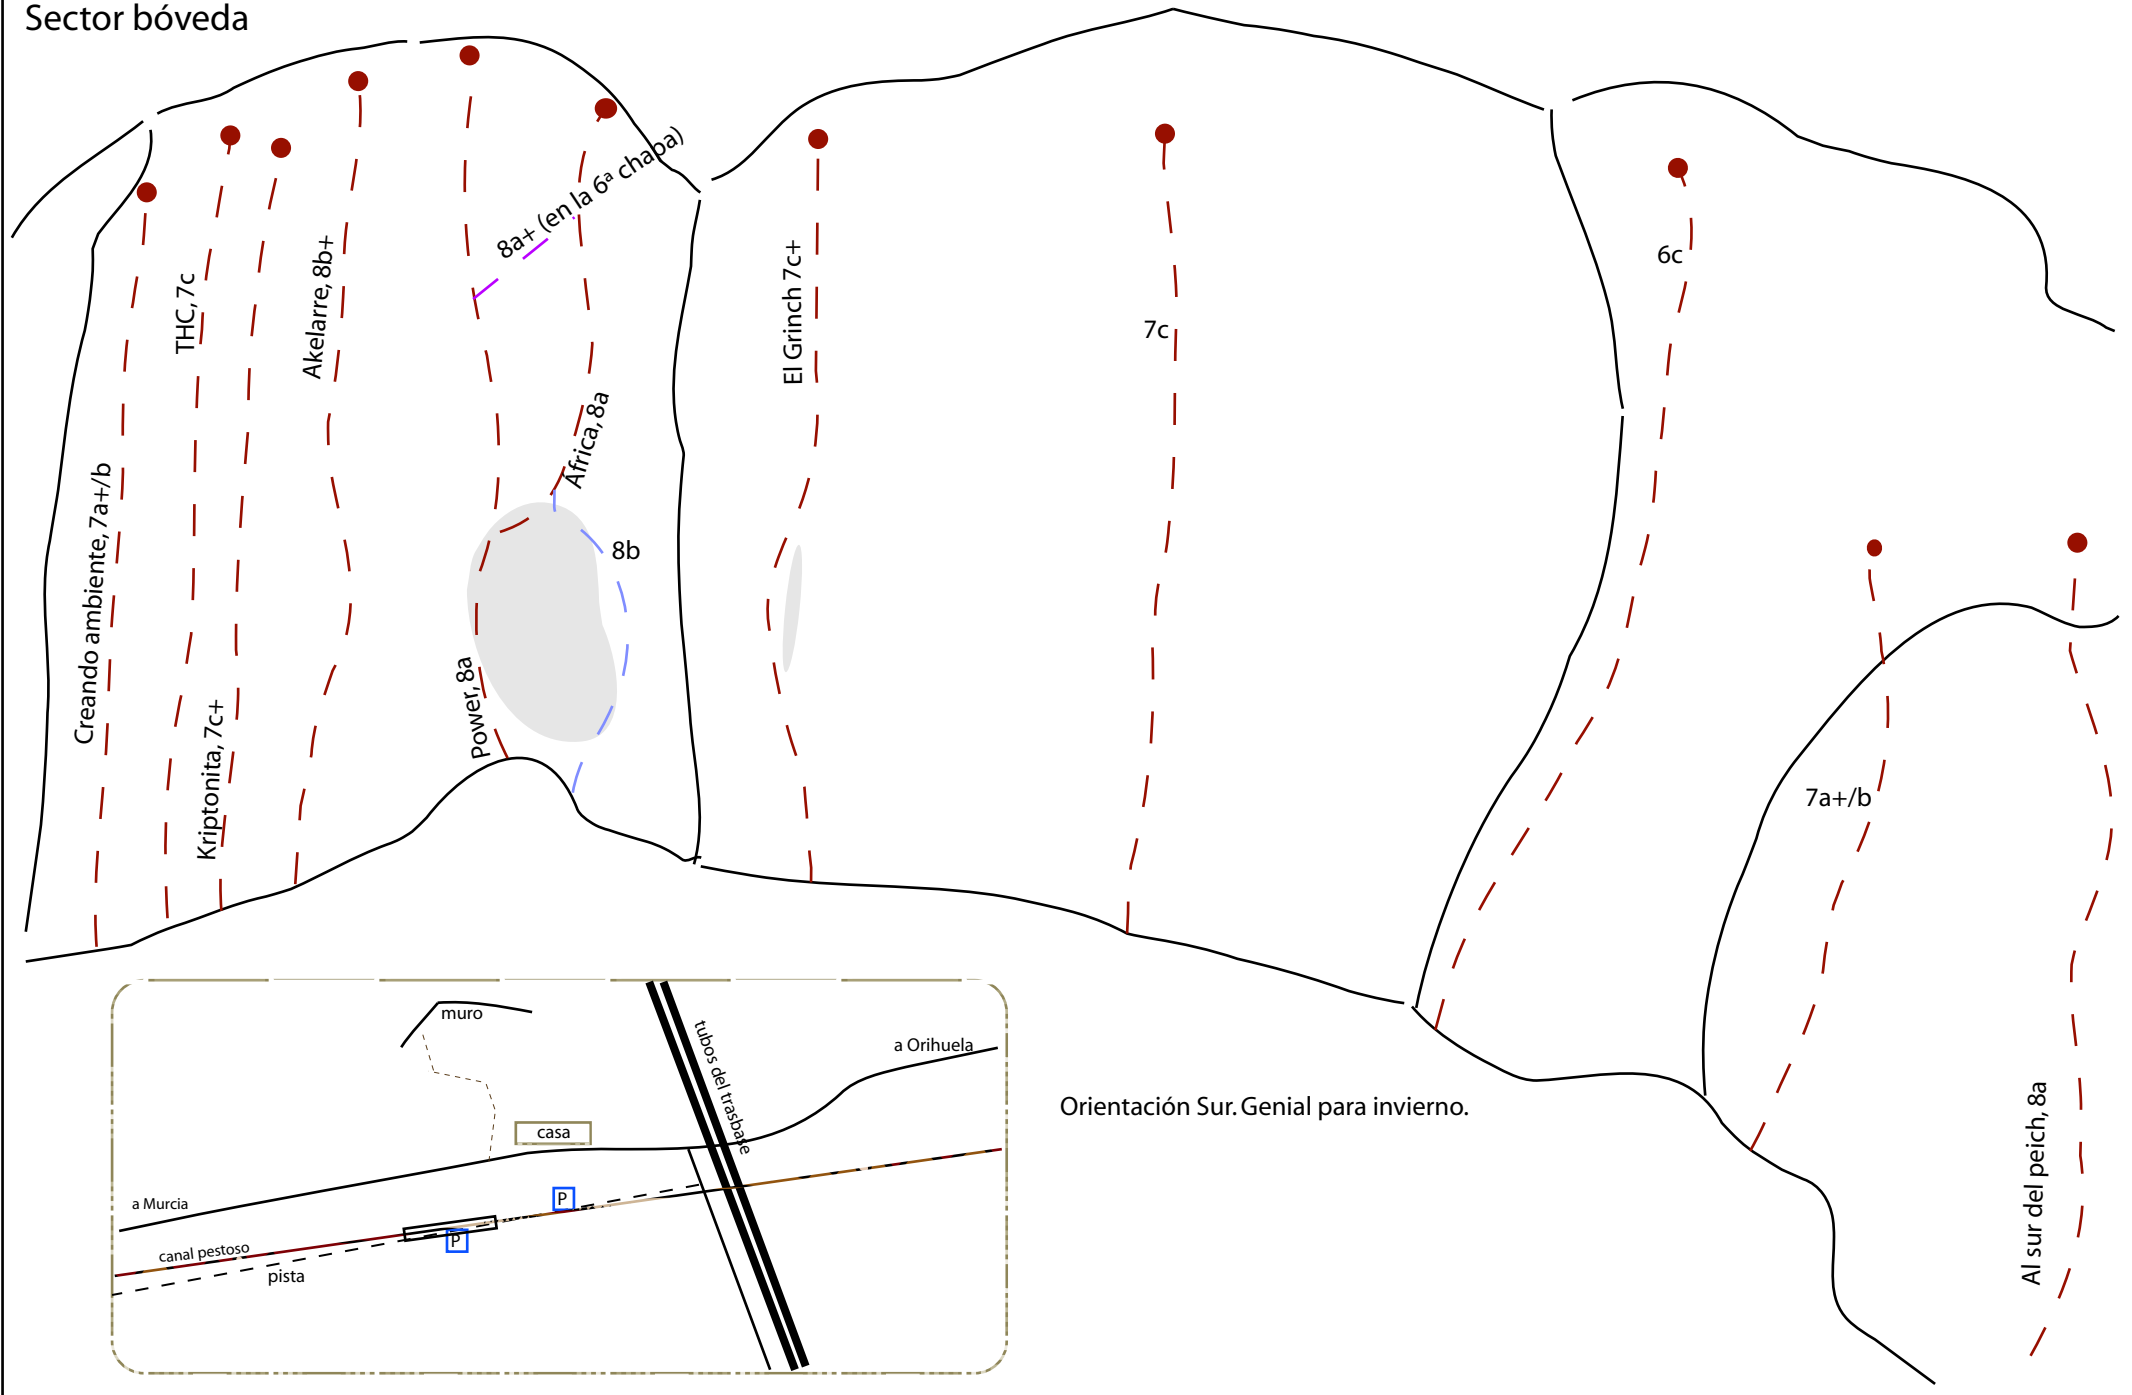 Sector bóveda
Creando ambiente, 7a+/b
THC, 7c
Kriptonita, 7c+
Akelarre, 8b+
Power, 8a
8a+ (en la 6ª chapa)
África, 8a
8b
El Grinch 7c+
7c
6c
7a+/b
Al sur del peich, 8a
Orientación Sur. Genial para invierno.
muro
tubos del trasbase
a Orihuela
casa
a Murcia
P
P
canal pestoso
pista